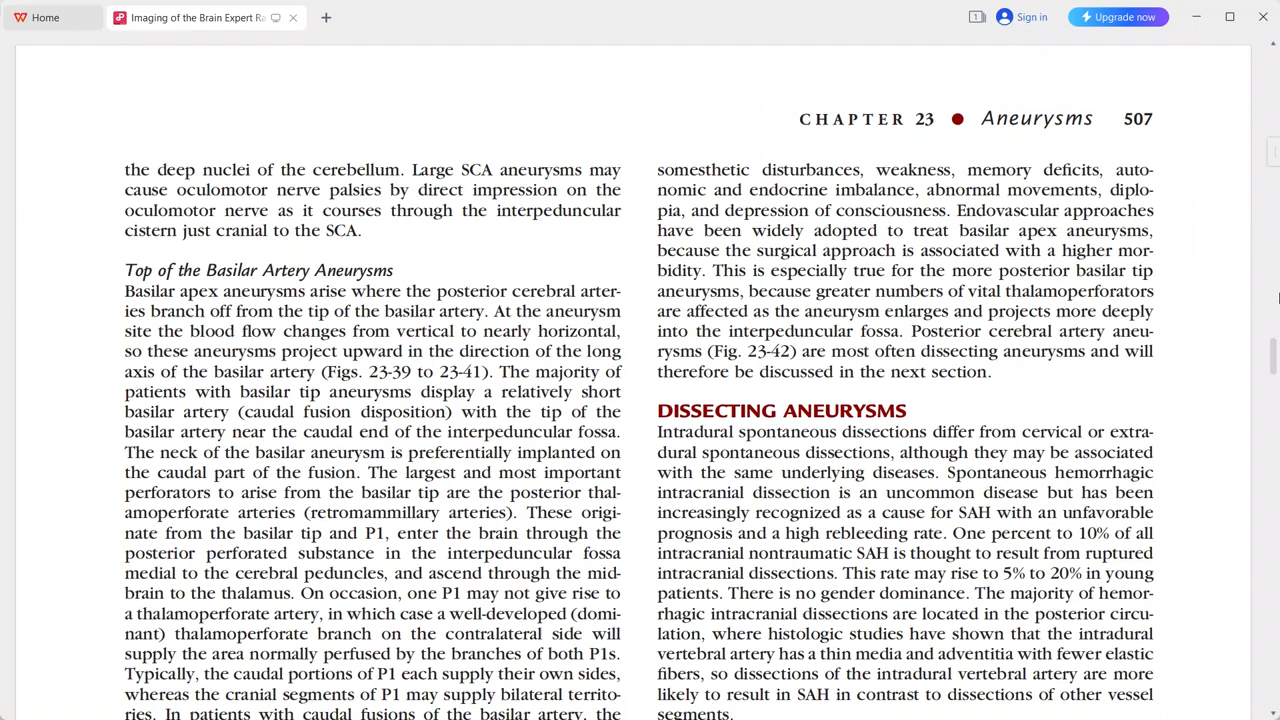 Home
Imaging of the Brain Expert Ra
1
Sign in
Upgrade now
CHAPTER 23 ● Aneurysms 507
the deep nuclei of the cerebellum. Large SCA aneurysms may
cause oculomotor nerve palsies by direct impression on the
oculomotor nerve as it courses through the interpeduncular
cistern just cranial to the SCA.
Top of the Basilar Artery Aneurysms
Basilar apex aneurysms arise where the posterior cerebral arter-
ies branch off from the tip of the basilar artery. At the aneurysm
site the blood flow changes from vertical to nearly horizontal,
so these aneurysms project upward in the direction of the long
axis of the basilar artery (Figs. 23-39 to 23-41). The majority of
patients with basilar tip aneurysms display a relatively short
basilar artery (caudal fusion disposition) with the tip of the
basilar artery near the caudal end of the interpeduncular fossa.
The neck of the basilar aneurysm is preferentially implanted on
the caudal part of the fusion. The largest and most important
perforators to arise from the basilar tip are the posterior thal-
amoperforate arteries (retromammillary arteries). These origi-
nate from the basilar tip and P1, enter the brain through the
posterior perforated substance in the interpeduncular fossa
medial to the cerebral peduncles, and ascend through the mid-
brain to the thalamus. On occasion, one P1 may not give rise to
a thalamoperforate artery, in which case a well-developed (domi-
nant) thalamoperforate branch on the contralateral side will
supply the area normally perfused by the branches of both P1s.
Typically, the caudal portions of P1 each supply their own sides,
whereas the cranial segments of P1 may supply bilateral territo-
ries. In patients with caudal fusions of the basilar artery, the
somesthetic disturbances, weakness, memory deficits, auto-
nomic and endocrine imbalance, abnormal movements, diplo-
pia, and depression of consciousness. Endovascular approaches
have been widely adopted to treat basilar apex aneurysms,
because the surgical approach is associated with a higher mor-
bidity. This is especially true for the more posterior basilar tip
aneurysms, because greater numbers of vital thalamoperforators
are affected as the aneurysm enlarges and projects more deeply
into the interpeduncular fossa. Posterior cerebral artery aneu-
rysms (Fig. 23-42) are most often dissecting aneurysms and will
therefore be discussed in the next section.
DISSECTING ANEURYSMS
Intradural spontaneous dissections differ from cervical or extra-
dural spontaneous dissections, although they may be associated
with the same underlying diseases. Spontaneous hemorrhagic
intracranial dissection is an uncommon disease but has been
increasingly recognized as a cause for SAH with an unfavorable
prognosis and a high rebleeding rate. One percent to 10% of all
intracranial nontraumatic SAH is thought to result from ruptured
intracranial dissections. This rate may rise to 5% to 20% in young
patients. There is no gender dominance. The majority of hemor-
rhagic intracranial dissections are located in the posterior circu-
lation, where histologic studies have shown that the intradural
vertebral artery has a thin media and adventitia with fewer elastic
fibers, so dissections of the intradural vertebral artery are more
likely to result in SAH in contrast to dissections of other vessel
segments.